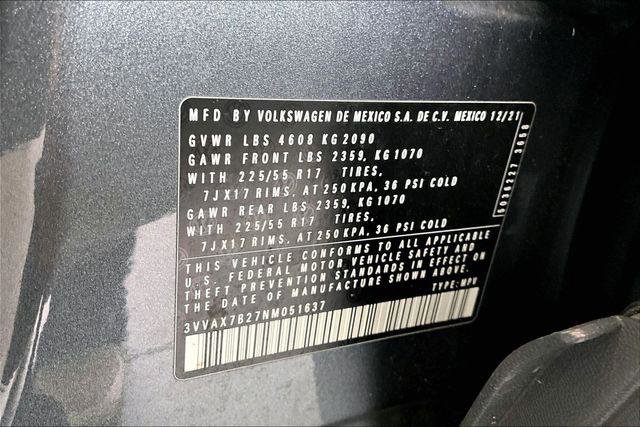 MFD BY VOLKSWAGEN DE MEXICO S.A. DE C.V. MEXICO 12/21
GVWR LBS 4608 KG 2090
GAWR FRONT LBS 2359, KG 1070
WITH 225/55 R17 TIRES,
7JX17 RIMS, AT 250 KPA, 36 PSI COLD
GAWR REAR LBS 2359, KG 1070
WITH 225/55 R17 TIRES,
7JX17 RIMS, AT 250 KPA, 36 PSI COLD
THIS VEHICLE CONFORMS TO ALL APPLICABLE
U.S. FEDERAL MOTOR VEHICLE SAFETY AND
THEFT PREVENTION STANDARDS IN EFFECT ON
THE DATE OF MANUFACTURE SHOWN ABOVE.
TYPE: MPV
3VVAX7B27NM051637
5036227 3658